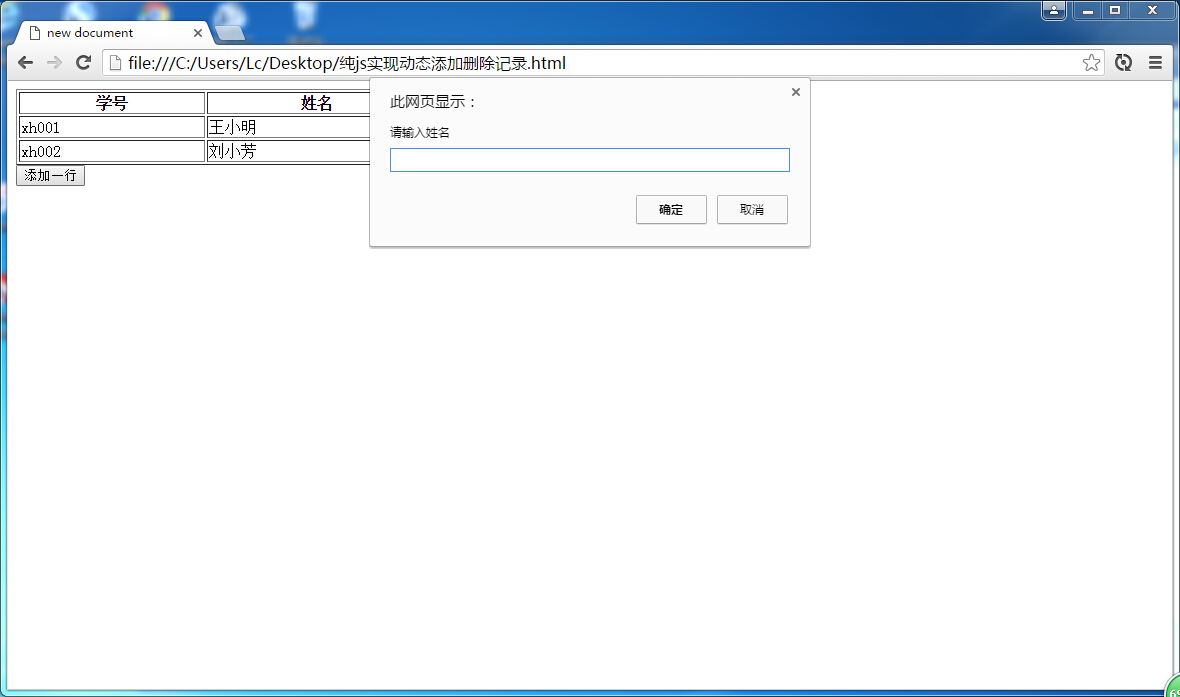 new document
file:///C:/Users/Lc/Desktop/纯js实现动态添加删除记录.html
学号 姓名
xh001 王小明
xh002 刘小芳
添加一行
此网页显示：
请输入姓名
确定 取消